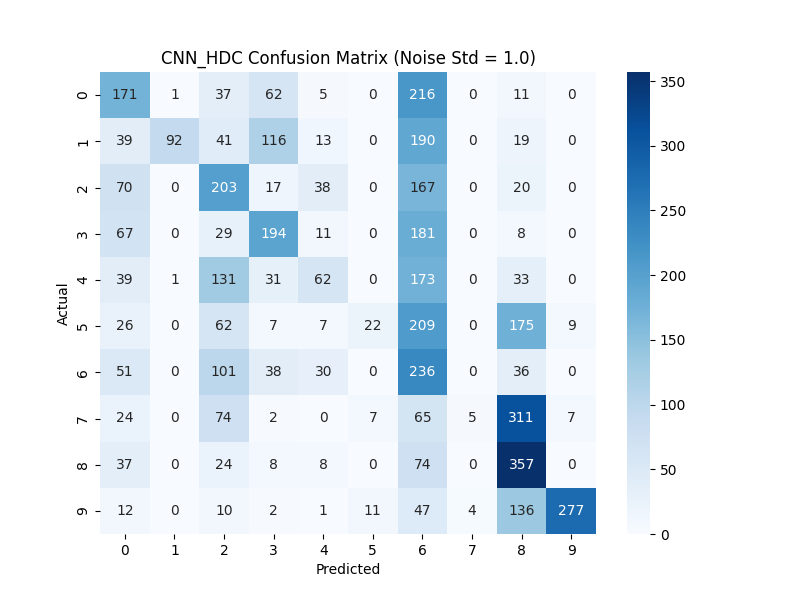 CNN_HDC Confusion Matrix (Noise Std = 1.0)
0 171 1 37 62 5 0 216 0 11 0
1 39 92 41 116 13 0 190 0 19 0
2 70 0 203 17 38 0 167 0 20 0
3 67 0 29 194 11 0 181 0 8 0
4 39 1 131 31 62 0 173 0 33 0
5 26 0 62 7 7 22 209 0 175 9
6 51 0 101 38 30 0 236 0 36 0
7 24 0 74 2 0 7 65 5 311 7
8 37 0 24 8 8 0 74 0 357 0
9 12 0 10 2 1 11 47 4 136 277
0 1 2 3 4 5 6 7 8 9
Predicted
Actual
350
300
250
200
150
100
50
0